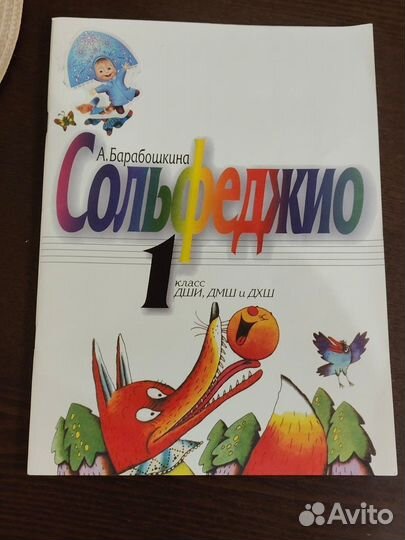 А.Барабошкина
Сольфеджио
1
класс
ДШИ, ДМШ и ДХШ
Avito